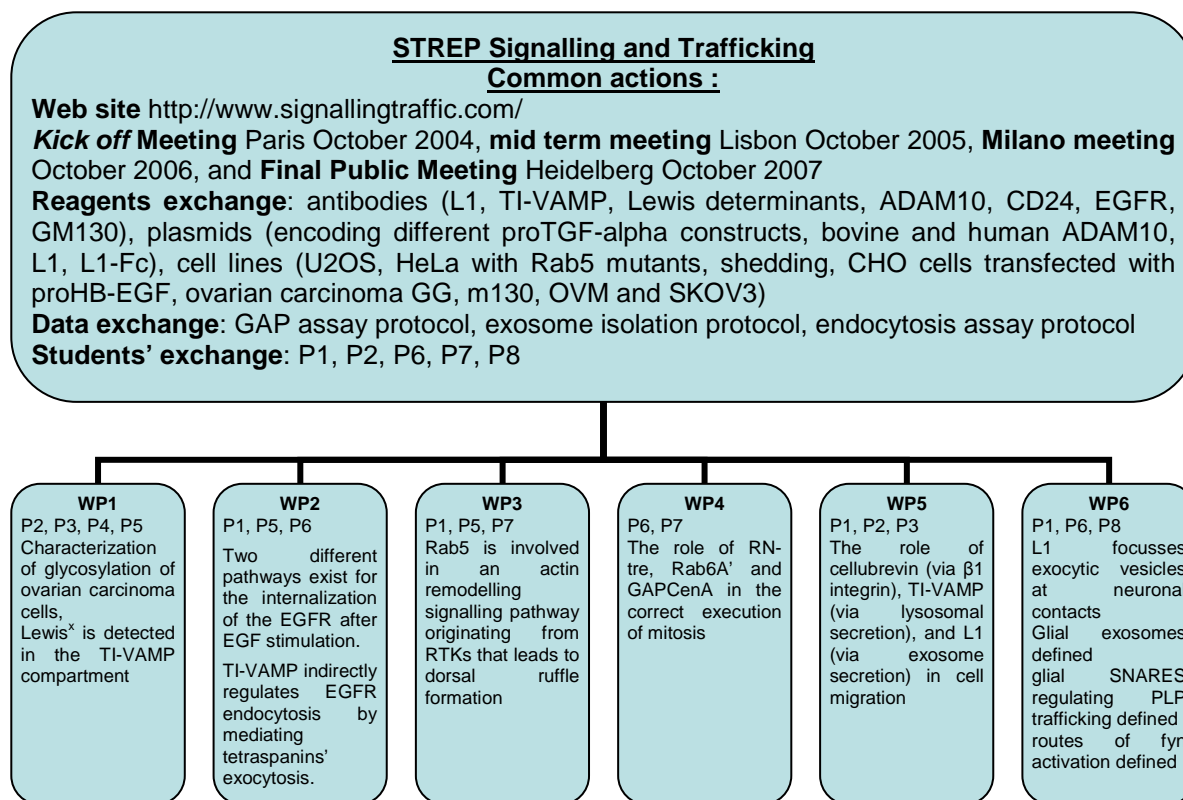 STREP Signalling and Trafficking
Common actions :
Web site http://www.signallingtraffic.com/
Kick off Meeting Paris October 2004, mid term meeting Lisbon October 2005, Milano meeting
October 2006, and Final Public Meeting Heidelberg October 2007
Reagents exchange: antibodies (L1, TI-VAMP, Lewis determinants, ADAM10, CD24, EGFR,
GM130), plasmids (encoding different proTGF-alpha constructs, bovine and human ADAM10,
L1, L1-Fc), cell lines (U2OS, HeLa with Rab5 mutants, shedding, CHO cells transfected with
proHB-EGF, ovarian carcinoma GG, m130, OVM and SKOV3)
Data exchange: GAP assay protocol, exosome isolation protocol, endocytosis assay protocol
Students' exchange: P1, P2, P6, P7, P8
WP1
P2, P3, P4, P5
Characterization
of glycosylation of
ovarian carcinoma
cells,
Lewisx is detected
in the TI-VAMP
compartment
WP2
P1, P5, P6
Two different
pathways exist for
the internalization
of the EGFR after
EGF stimulation.
TI-VAMP indirectly
regulates EGFR
endocytosis by
mediating
tetraspanins'
exocytosis.
WP3
P1, P5, P7
Rab5 is involved
in an actin
remodelling
signalling pathway
originating from
RTKs that leads to
dorsal ruffle
formation
WP4
P6, P7
The role of RN-
tre, Rab6A' and
GAPCenA in the
correct execution
of mitosis
WP5
P1, P2, P3
The role of
cellubrevin (via β1
integrin), TI-VAMP
(via lysosomal
secretion), and L1
(via exosome
secretion) in cell
migration
WP6
P1, P6, P8
L1 focusses
exocytic vesicles
at neurona
contacts
Glial exosomes
defined
glial SNARES
regulating PLP
trafficking defined
routes of fyn
activation defined